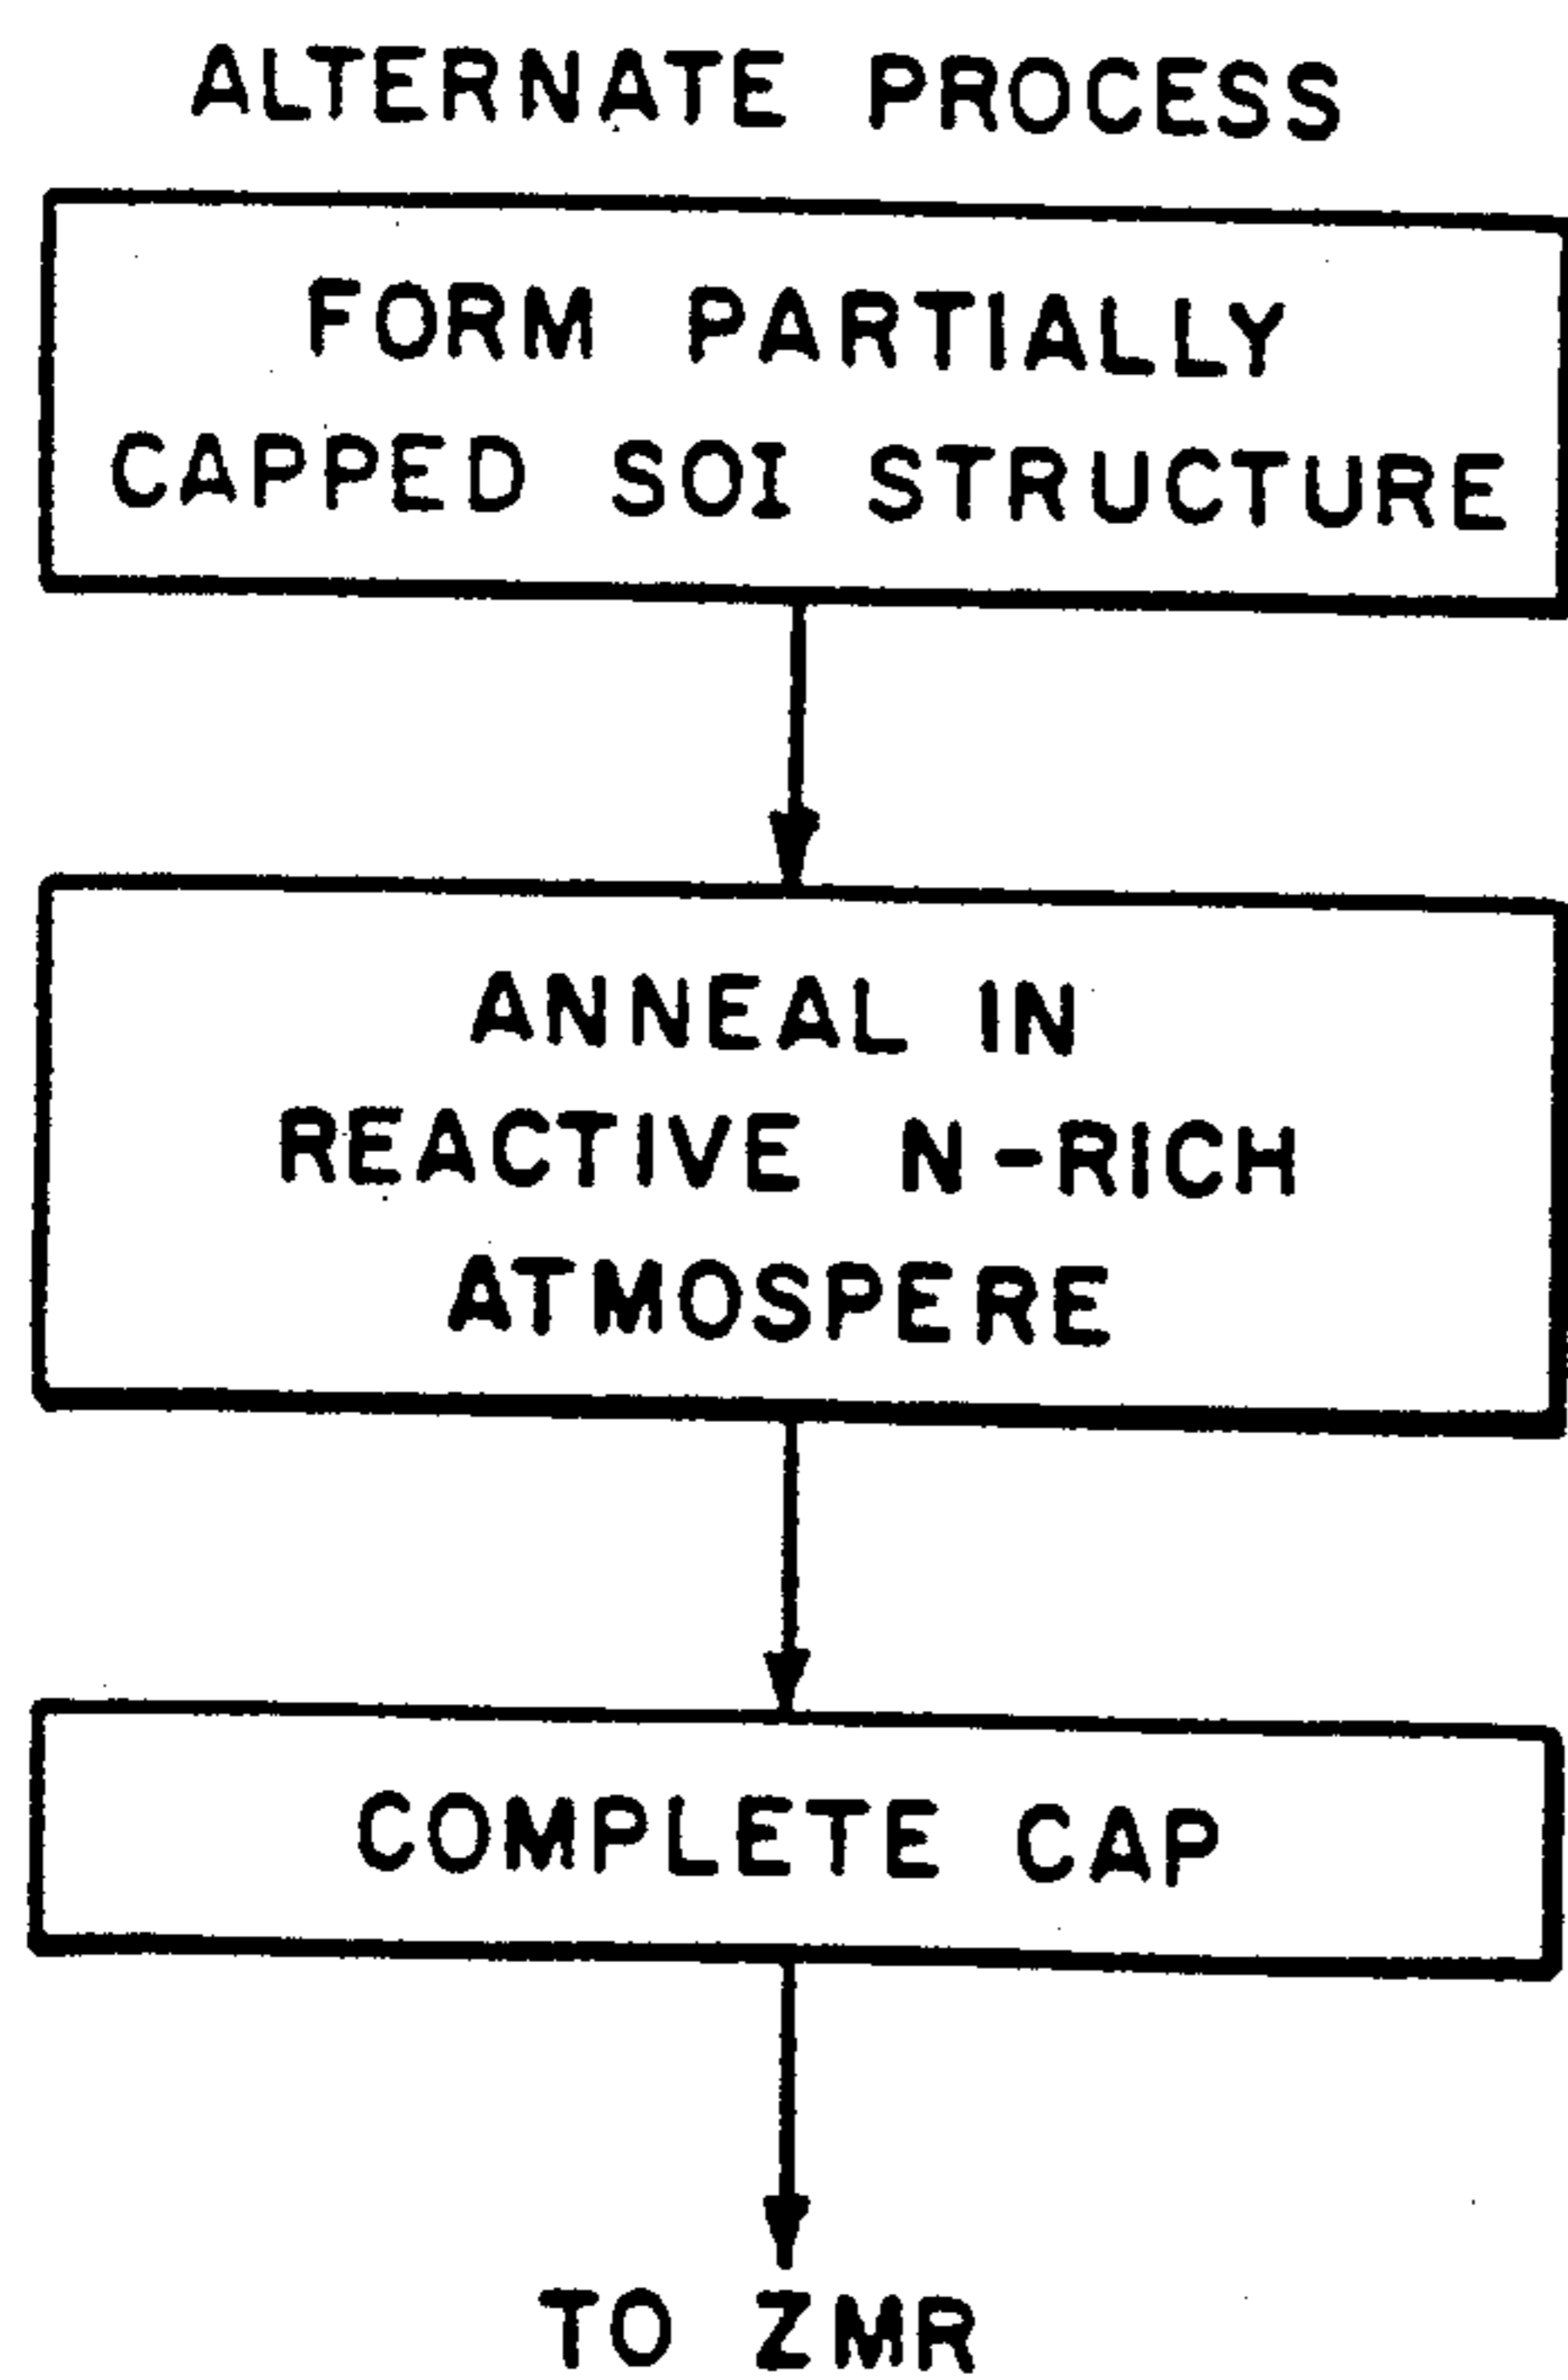 ALTERNATE PROCESS
FORM PARTIALLY
CAPPED SOI STRUCTURE
ANNEAL IN
REACTIVE N-RICH
ATMOSPERE
COMPLETE CAP
TO ZMR